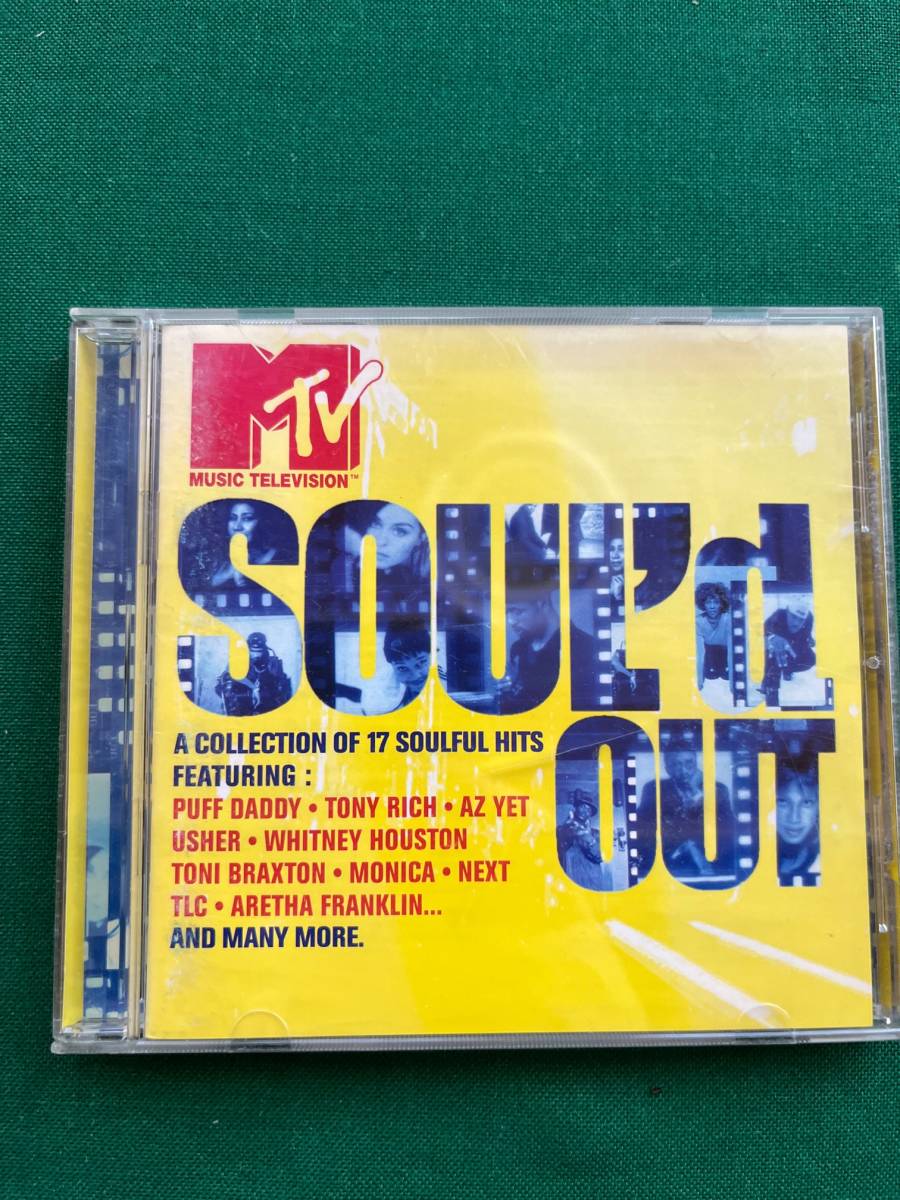 MTV
MUSIC TELEVISION™
SOUL'd
OUT
A COLLECTION OF 17 SOULFUL HITS
FEATURING :
PUFF DADDY • TONY RICH • AZ YET
USHER • WHITNEY HOUSTON
TONI BRAXTON • MONICA • NEXT
TLC • ARETHA FRANKLIN...
AND MANY MORE.